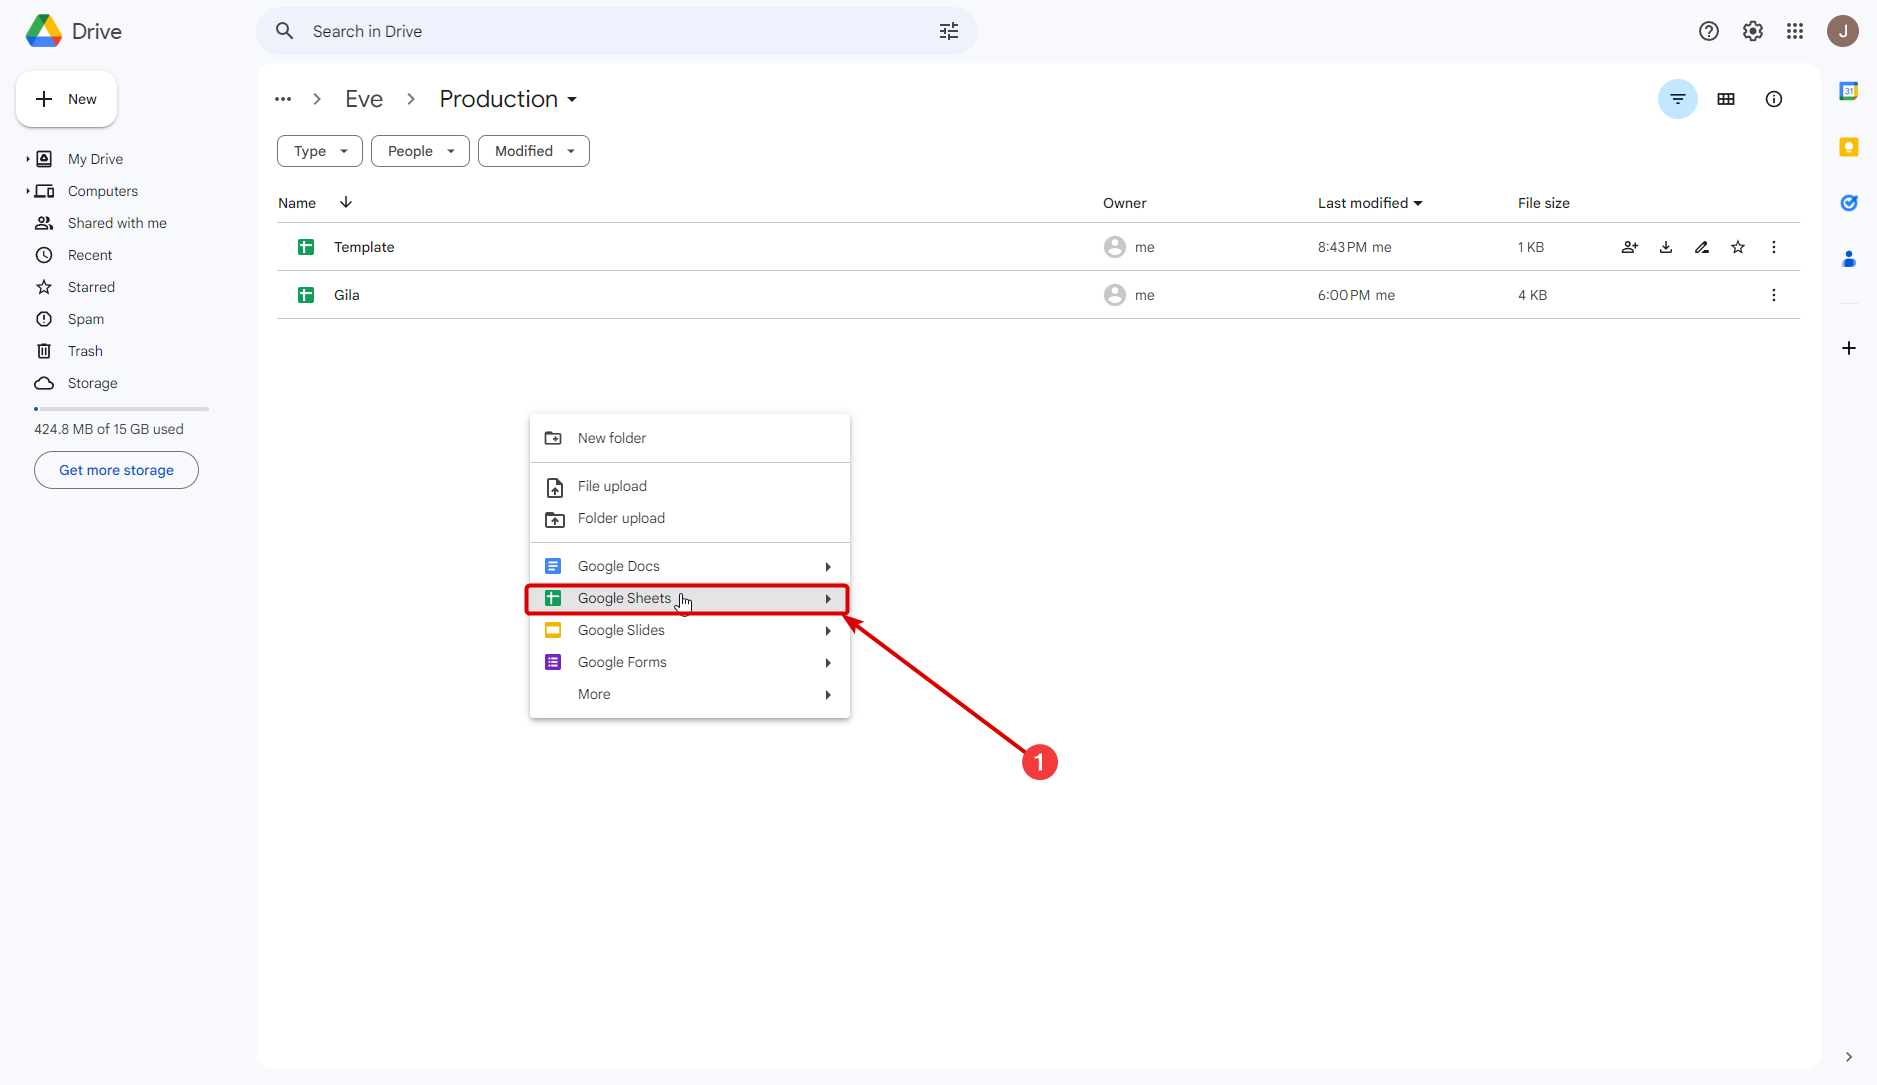 Drive
Search in Drive
J
New
Eve
Production
31
Type
People
Modified
My Drive
Computers
Shared with me
Recent
Starred
Spam
Trash
Storage
424.8 MB of 15 GB used
Get more storage
Name
Owner
Last modified
File size
Template
me
8:43 PM me
1 KB
Gila
me
6:00 PM me
4 KB
New folder
File upload
Folder upload
Google Docs
Google Sheets
Google Slides
Google Forms
More
1